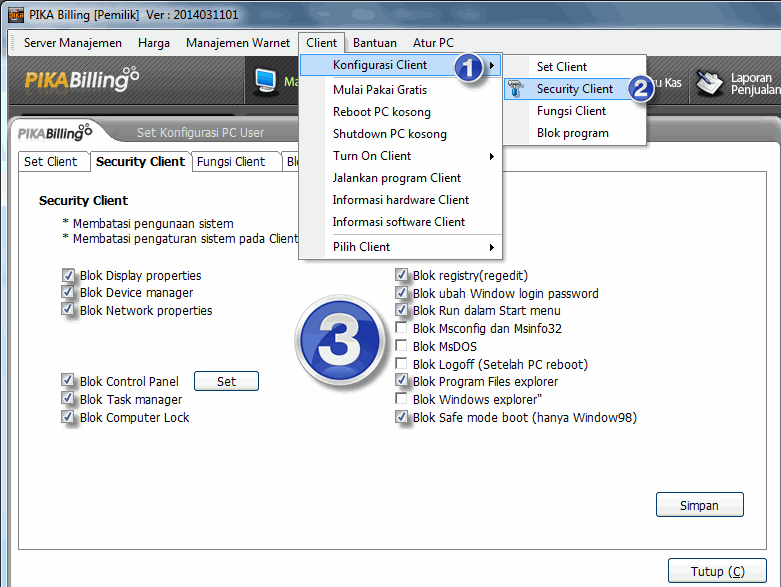 PIKA Billing [Pemilik] Ver : 2014031101
Server Manajemen Harga Manajemen Warnet Client Bantuan Atur PC
PIKABilling
Konfigurasi Client
Mulai Pakai Gratis
Reboot PC kosong
Shutdown PC kosong
Turn On Client
Jalankan program Client
Informasi hardware Client
Informasi software Client
Pilih Client
1
Set Client
Security Client
Fungsi Client
Blok program
2
Kas
Laporan
Penjualan
PIKABilling Set Konfigurasi PC User
Set Client Security Client Fungsi Client
Security Client
* Membatasi pengunaan sistem
* Membatasi pengaturan sistem pada Client
Blok Display properties
Blok Device manager
Blok Network properties
Blok Control Panel Set
Blok Task manager
Blok Computer Lock
3
Blok registry(regedit)
Blok ubah Window login password
Blok Run dalam Start menu
Blok Msconfig dan Msinfo32
Blok MsDOS
Blok Logoff (Setelah PC reboot)
Blok Program Files explorer
Blok Windows explorer"
Blok Safe mode boot (hanya Window98)
Simpan
Tutup (C)